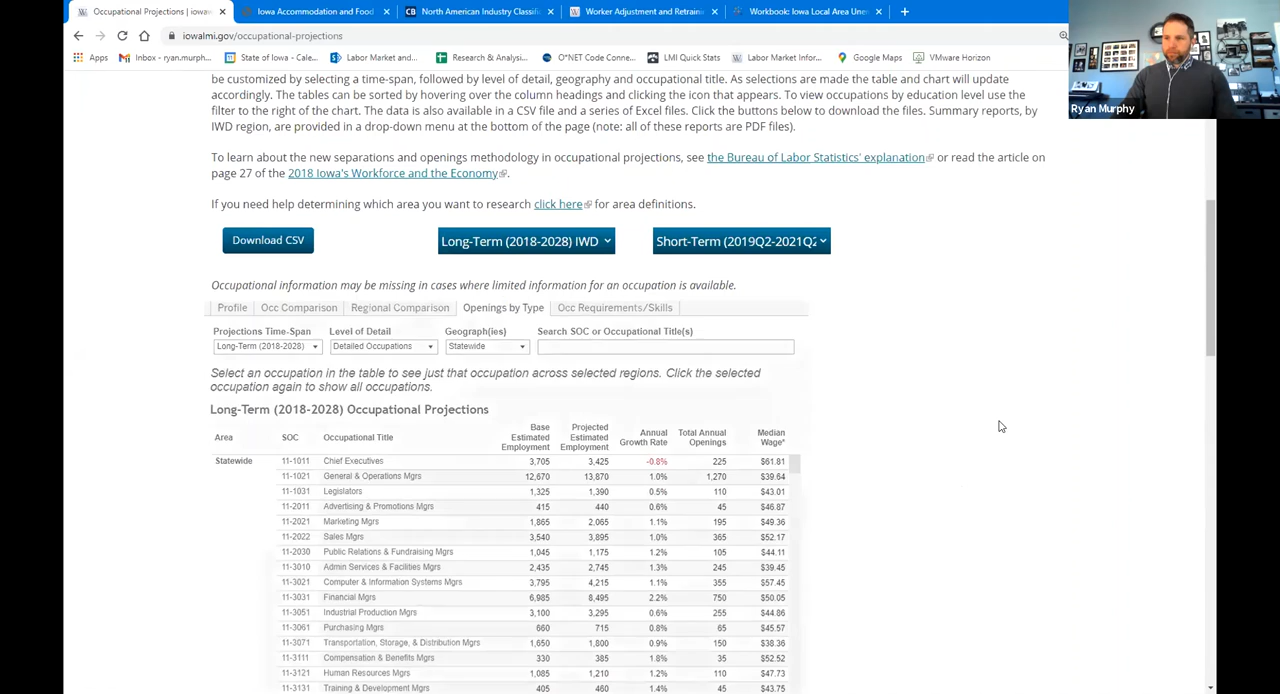 Occupational Projections | iowa
Iowa Accommodation and Food
North American Industry Classific
Worker Adjustment and Retraini
Workbook: Iowa Local Area Une
iowalmi.gov/occupational-projections
Apps
Inbox - ryan.murph...
State of Iowa - Cale...
Labor Market and...
Research & Analysi...
O*NET Code Conne...
LMI Quick Stats
Labor Market Infor...
Google Maps
VMware Horizon
Ryan Murphy
be customized by selecting a time-span, followed by level of detail, geography and occupational title. As selections are made the table and chart will update
accordingly. The tables can be sorted by hovering over the column headings and clicking the icon that appears. To view occupations by education level use the
filter to the right of the chart. The data is also available in a CSV file and a series of Excel files. Click the buttons below to download the files. Summary reports, by
IWD region, are provided in a drop-down menu at the bottom of the page (note: all of these reports are PDF files).
To learn about the new separations and openings methodology in occupational projections, see the Bureau of Labor Statistics' explanation or read the article on
page 27 of the 2018 Iowa's Workforce and the Economy.
If you need help determining which area you want to research click here for area definitions.
Download CSV
Long-Term (2018-2028) IWD
Short-Term (2019Q2-2021Q2
Occupational information may be missing in cases where limited information for an occupation is available.
Profile
Occ Comparison
Regional Comparison
Openings by Type
Occ Requirements/Skills
Projections Time-Span
Level of Detail
Geograph(ies)
Search SOC or Occupational Title(s)
Long-Term (2018-2028)
Detailed Occupations
Statewide
Select an occupation in the table to see just that occupation across selected regions. Click the selected
occupation again to show all occupations.
Long-Term (2018-2028) Occupational Projections
Area SOC Occupational Title Base Estimated Employment Projected Estimated Employment Annual Growth Rate Total Annual Openings Median Wage*
Statewide 11-1011 Chief Executives 3,705 3,425 -0.8% 225 $61.81
11-1021 General & Operations Mgrs 12,670 13,870 1.0% 1,270 $39.64
11-1031 Legislators 1,325 1,390 0.5% 110 $43.01
11-2011 Advertising & Promotions Mgrs 415 440 0.6% 45 $46.87
11-2021 Marketing Mgrs 1,865 2,065 1.1% 195 $49.36
11-2022 Sales Mgrs 3,540 3,895 1.0% 365 $52.17
11-2030 Public Relations & Fundraising Mgrs 1,045 1,175 1.2% 105 $44.11
11-3010 Admin Services & Facilities Mgrs 2,435 2,745 1.3% 245 $39.45
11-3021 Computer & Information Systems Mgrs 3,795 4,215 1.1% 355 $57.45
11-3031 Financial Mgrs 6,985 8,495 2.2% 750 $50.05
11-3051 Industrial Production Mgrs 3,100 3,295 0.6% 255 $44.86
11-3061 Purchasing Mgrs 660 715 0.8% 65 $45.57
11-3071 Transportation, Storage, & Distribution Mgrs 1,650 1,800 0.9% 150 $38.36
11-3111 Compensation & Benefits Mgrs 330 385 1.8% 35 $52.52
11-3121 Human Resources Mgrs 1,085 1,210 1.2% 110 $47.73
11-3131 Training & Development Mgrs 405 460 1.4% 45 $43.75